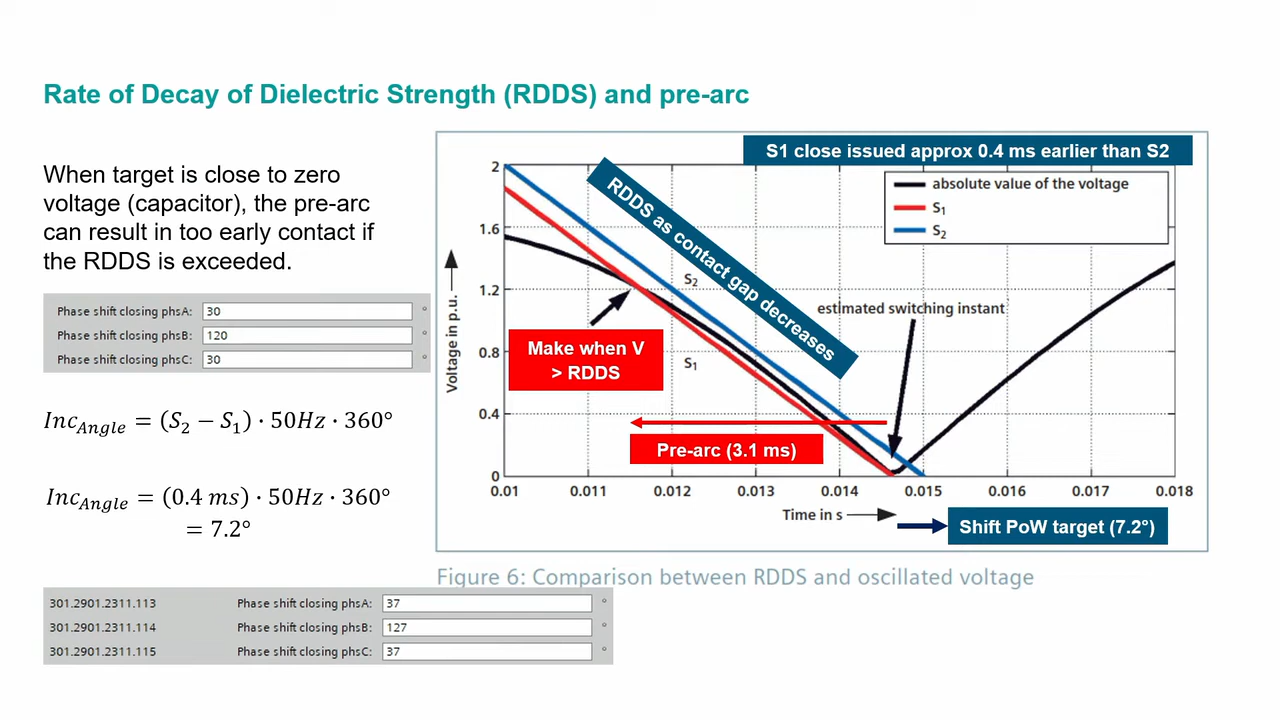 Rate of Decay of Dielectric Strength (RDDS) and pre-arc
When target is close to zero
voltage (capacitor), the pre-arc
can result in too early contact if
the RDDS is exceeded.
Phase shift closing phsA: 30 °
Phase shift closing phsB: 120 °
Phase shift closing phsC: 30 °
Inc_Angle = (S₂ − S₁) · 50Hz · 360°
Inc_Angle = (0.4 ms) · 50Hz · 360°
= 7.2°
301.2901.2311.113 Phase shift closing phsA: 37 °
301.2901.2311.114 Phase shift closing phsB: 127 °
301.2901.2311.115 Phase shift closing phsC: 37 °
S1 close issued approx 0.4 ms earlier than S2
absolute value of the voltage
S₁
S₂
RDDS as contact gap decreases
S₂
estimated switching instant
Make when V
> RDDS
S₁
Pre-arc (3.1 ms)
Voltage in p.u.
2
1.6
1.2
0.8
0.4
0
0.01 0.011 0.012 0.013 0.014 0.015 0.016 0.017 0.018
Time in s
Shift PoW target (7.2°)
Figure 6: Comparison between RDDS and oscillated voltage